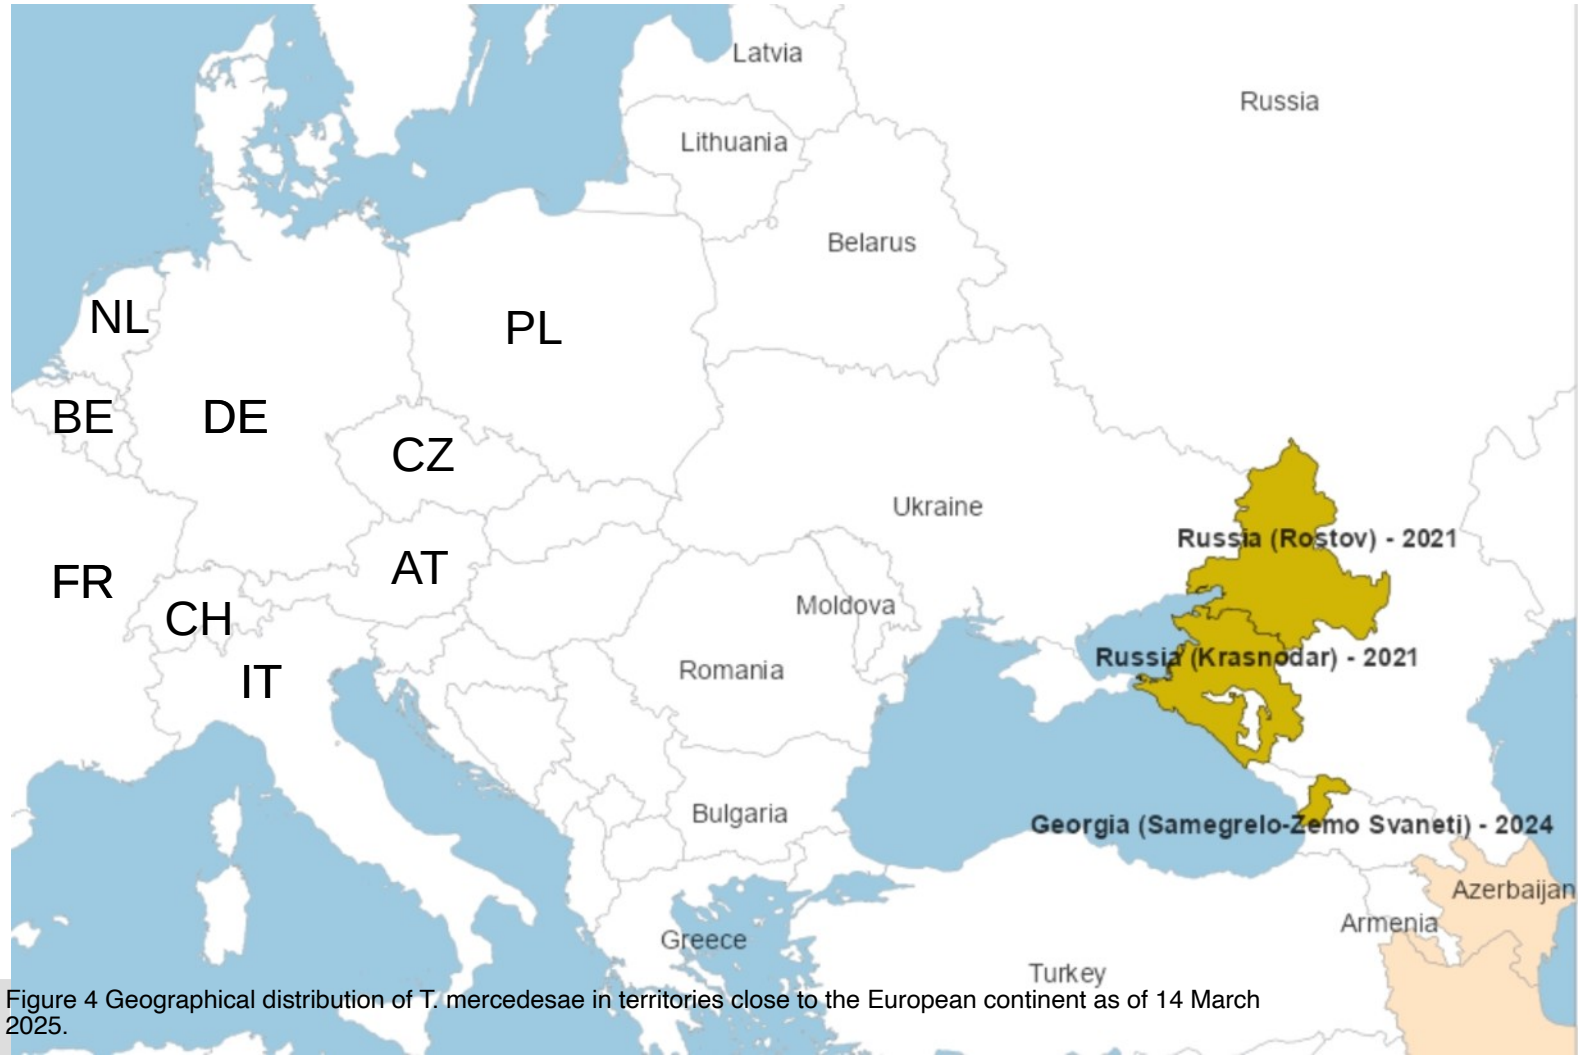 Latvia
Russia
Lithuania
Belarus
NL
PL
BE
DE
CZ
Ukraine
Russia (Rostov) - 2021
AT
FR
Moldova
CH
Russia (Krasnodar) - 2021
Romania
IT
Bulgaria
Georgia (Samegrelo-Zemo Svaneti) - 2024
Azerbaijan
Armenia
Greece
Turkey
Figure 4 Geographical distribution of T. mercedesae in territories close to the European continent as of 14 March
2025.